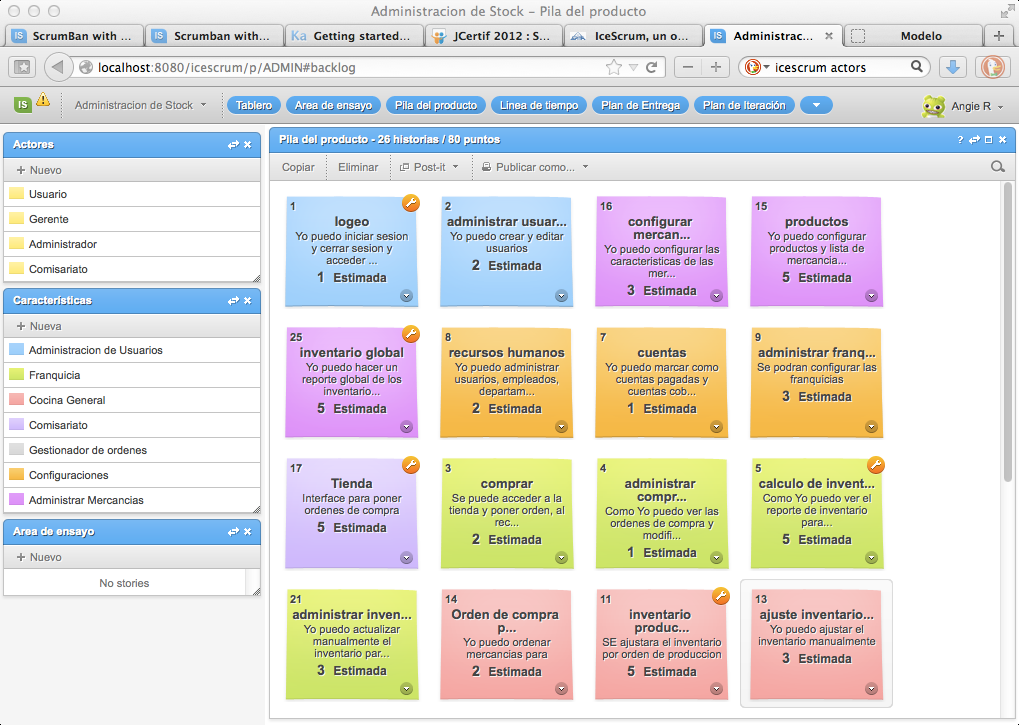 Administracion de Stock - Pila del producto
IS ScrumBan with ...
IS Scrumban with...
Ka Getting started...
JCertif 2012 : S...
IceScrum, un o...
IS Administrac...
Modelo
localhost:8080/icescrum/p/ADMIN#backlog
icescrum actors
IS
Administracion de Stock
Tablero
Area de ensayo
Pila del producto
Linea de tiempo
Plan de Entrega
Plan de Iteración
Angie R
Actores
+ Nuevo
Usuario
Gerente
Administrador
Comisariato
Características
+ Nueva
Administracion de Usuarios
Franquicia
Cocina General
Comisariato
Gestionador de ordenes
Configuraciones
Administrar Mercancias
Area de ensayo
+ Nuevo
No stories
Pila del producto - 26 historias / 80 puntos
?
Copiar
Eliminar
Post-it
Publicar como...
1
logeo
Yo puedo iniciar sesion
y cerrar sesion y
acceder ...
1 Estimada
2
administrar usuar...
Yo puedo crear y editar
usuarios
2 Estimada
16
configurar
mercan...
Yo puedo configurar las
caracteristicas de las
mer...
3 Estimada
15
productos
Yo puedo configurar
productos y lista de
mercancia...
5 Estimada
25
inventario global
Yo puedo hacer un
reporte global de los
inventario...
5 Estimada
8
recursos humanos
Yo puedo administrar
usuarios, empleados,
departam...
2 Estimada
7
cuentas
Yo puedo marcar como
cuentas pagadas y
cuentas cob...
1 Estimada
9
administrar franq...
Se podran configurar las
franquicias
3 Estimada
17
Tienda
Interface para poner
ordenes de compra
5 Estimada
3
comprar
Se puede acceder a la
tienda y poner orden, al
rec...
2 Estimada
4
administrar
compr...
Como Yo puedo ver las
ordenes de compra y
modifi...
1 Estimada
5
calculo de invent...
Como Yo puedo ver el
reporte de inventario
para...
5 Estimada
21
administrar inven...
Yo puedo actualizar
manualmente el
inventario par...
3 Estimada
14
Orden de compra
p...
Yo puedo ordenar
mercancias para
2 Estimada
11
inventario
produc...
SE ajustara el inventario
por orden de produccion
5 Estimada
13
ajuste inventario...
Yo puedo ajustar el
inventario manualmente
3 Estimada